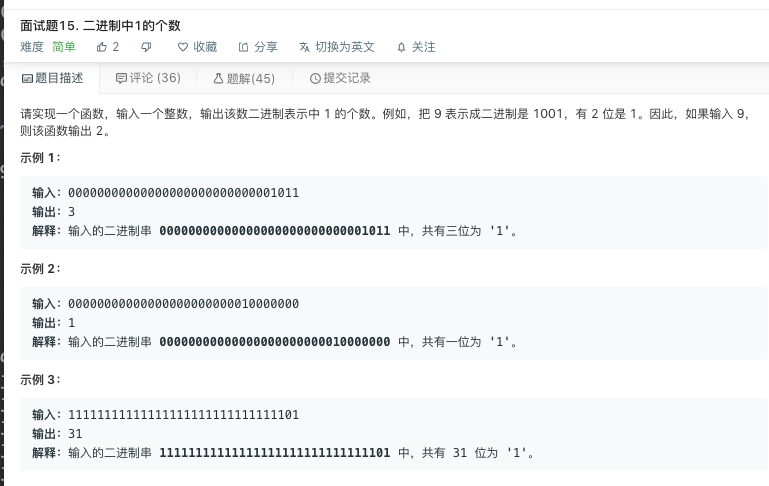 面试题15. 二进制中1的个数
难度 简单 2 收藏 分享 切换为英文 关注
题目描述 评论 (36) 题解(45) 提交记录
请实现一个函数，输入一个整数，输出该数二进制表示中 1 的个数。例如，把 9 表示成二进制是 1001，有 2 位是 1。因此，如果输入 9，
则该函数输出 2。
示例 1：
输入：00000000000000000000000000001011
输出：3
解释：输入的二进制串 00000000000000000000000000001011 中，共有三位为 '1'。
示例 2：
输入：00000000000000000000000010000000
输出：1
解释：输入的二进制串 00000000000000000000000010000000 中，共有一位为 '1'。
示例 3：
输入：11111111111111111111111111111101
输出：31
解释：输入的二进制串 11111111111111111111111111111101 中，共有 31 位为 '1'。